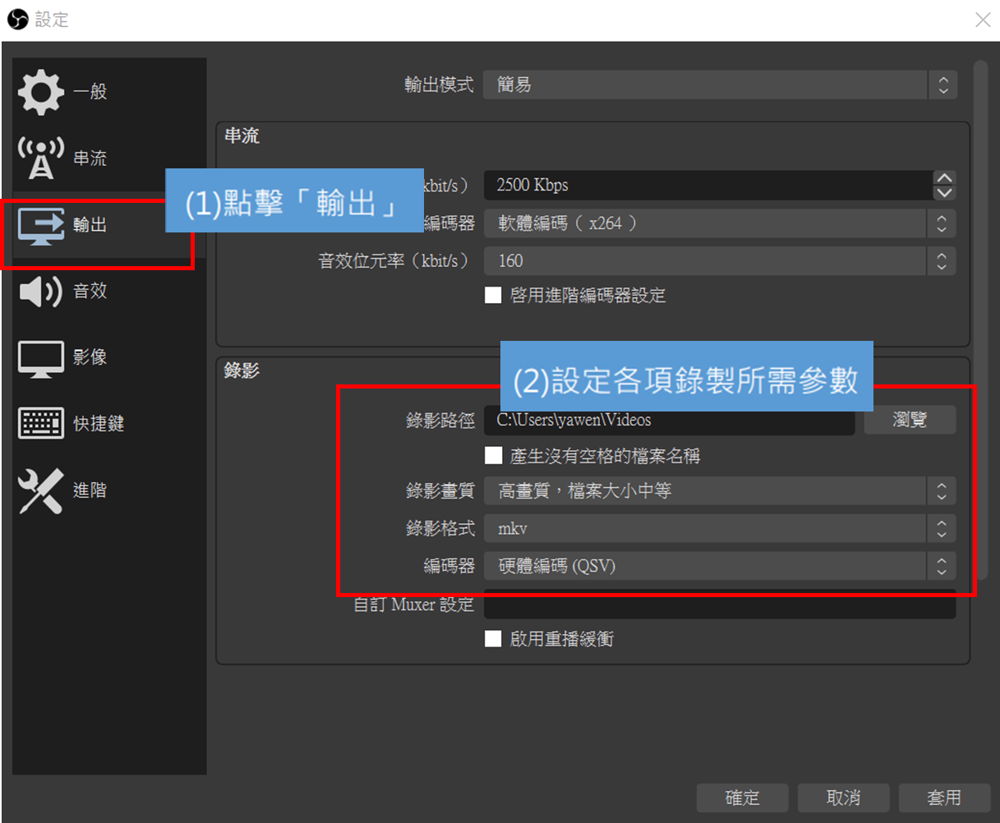 設定
一般
串流
輸出
音效
影像
快捷鍵
進階
(1)點擊「輸出」
輸出模式 簡易
串流
kbit/s） 2500 Kbps
編碼器 軟體編碼（x264）
音效位元率（kbit/s） 160
啓用進階編碼器設定
錄影
(2)設定各項錄製所需參數
錄影路徑 C:\Users\yawen\Videos 瀏覽
產生沒有空格的檔案名稱
錄影畫質 高畫質，檔案大小中等
錄影格式 mkv
編碼器 硬體編碼 (QSV)
自訂 Muxer 設定
啟用重播緩衝
確定 取消 套用